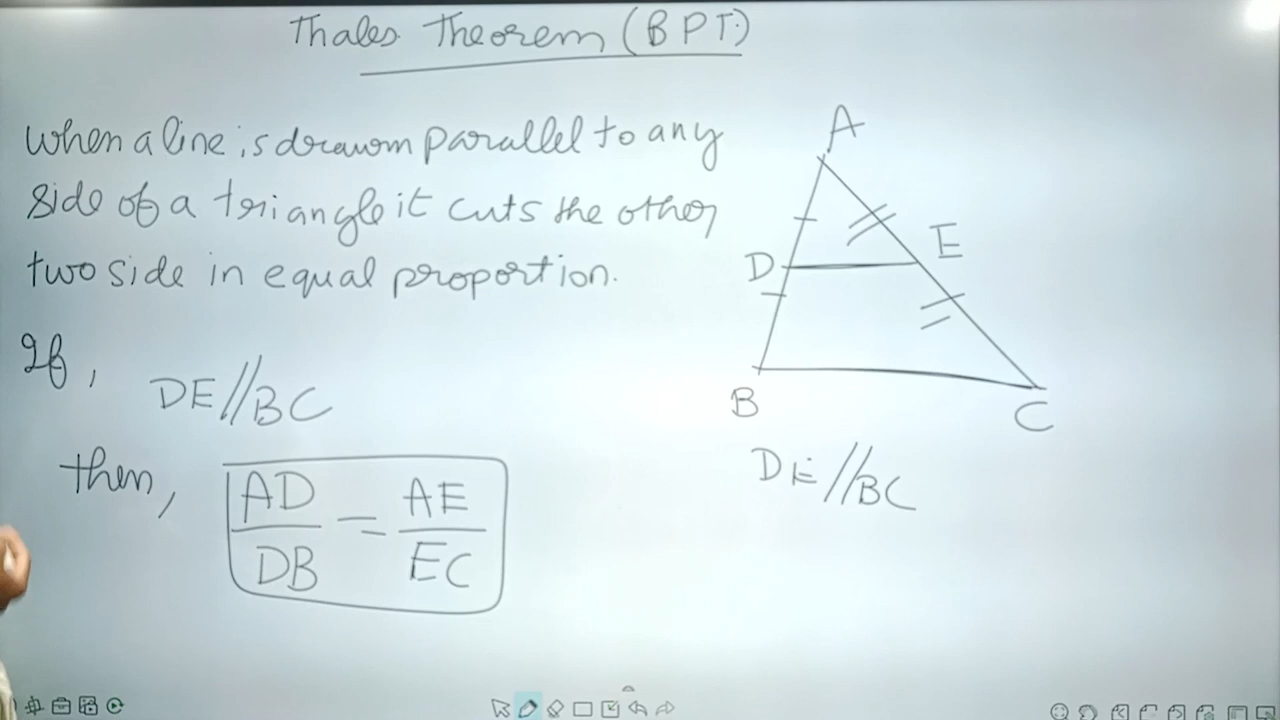 Thales Theorem (BPT)
When a line is drawn parallel to any
side of a triangle it cuts the other
two side in equal proportion.
If,
DE//BC
then,
AD/DB = AE/EC
A
D
E
B
C
DE//BC